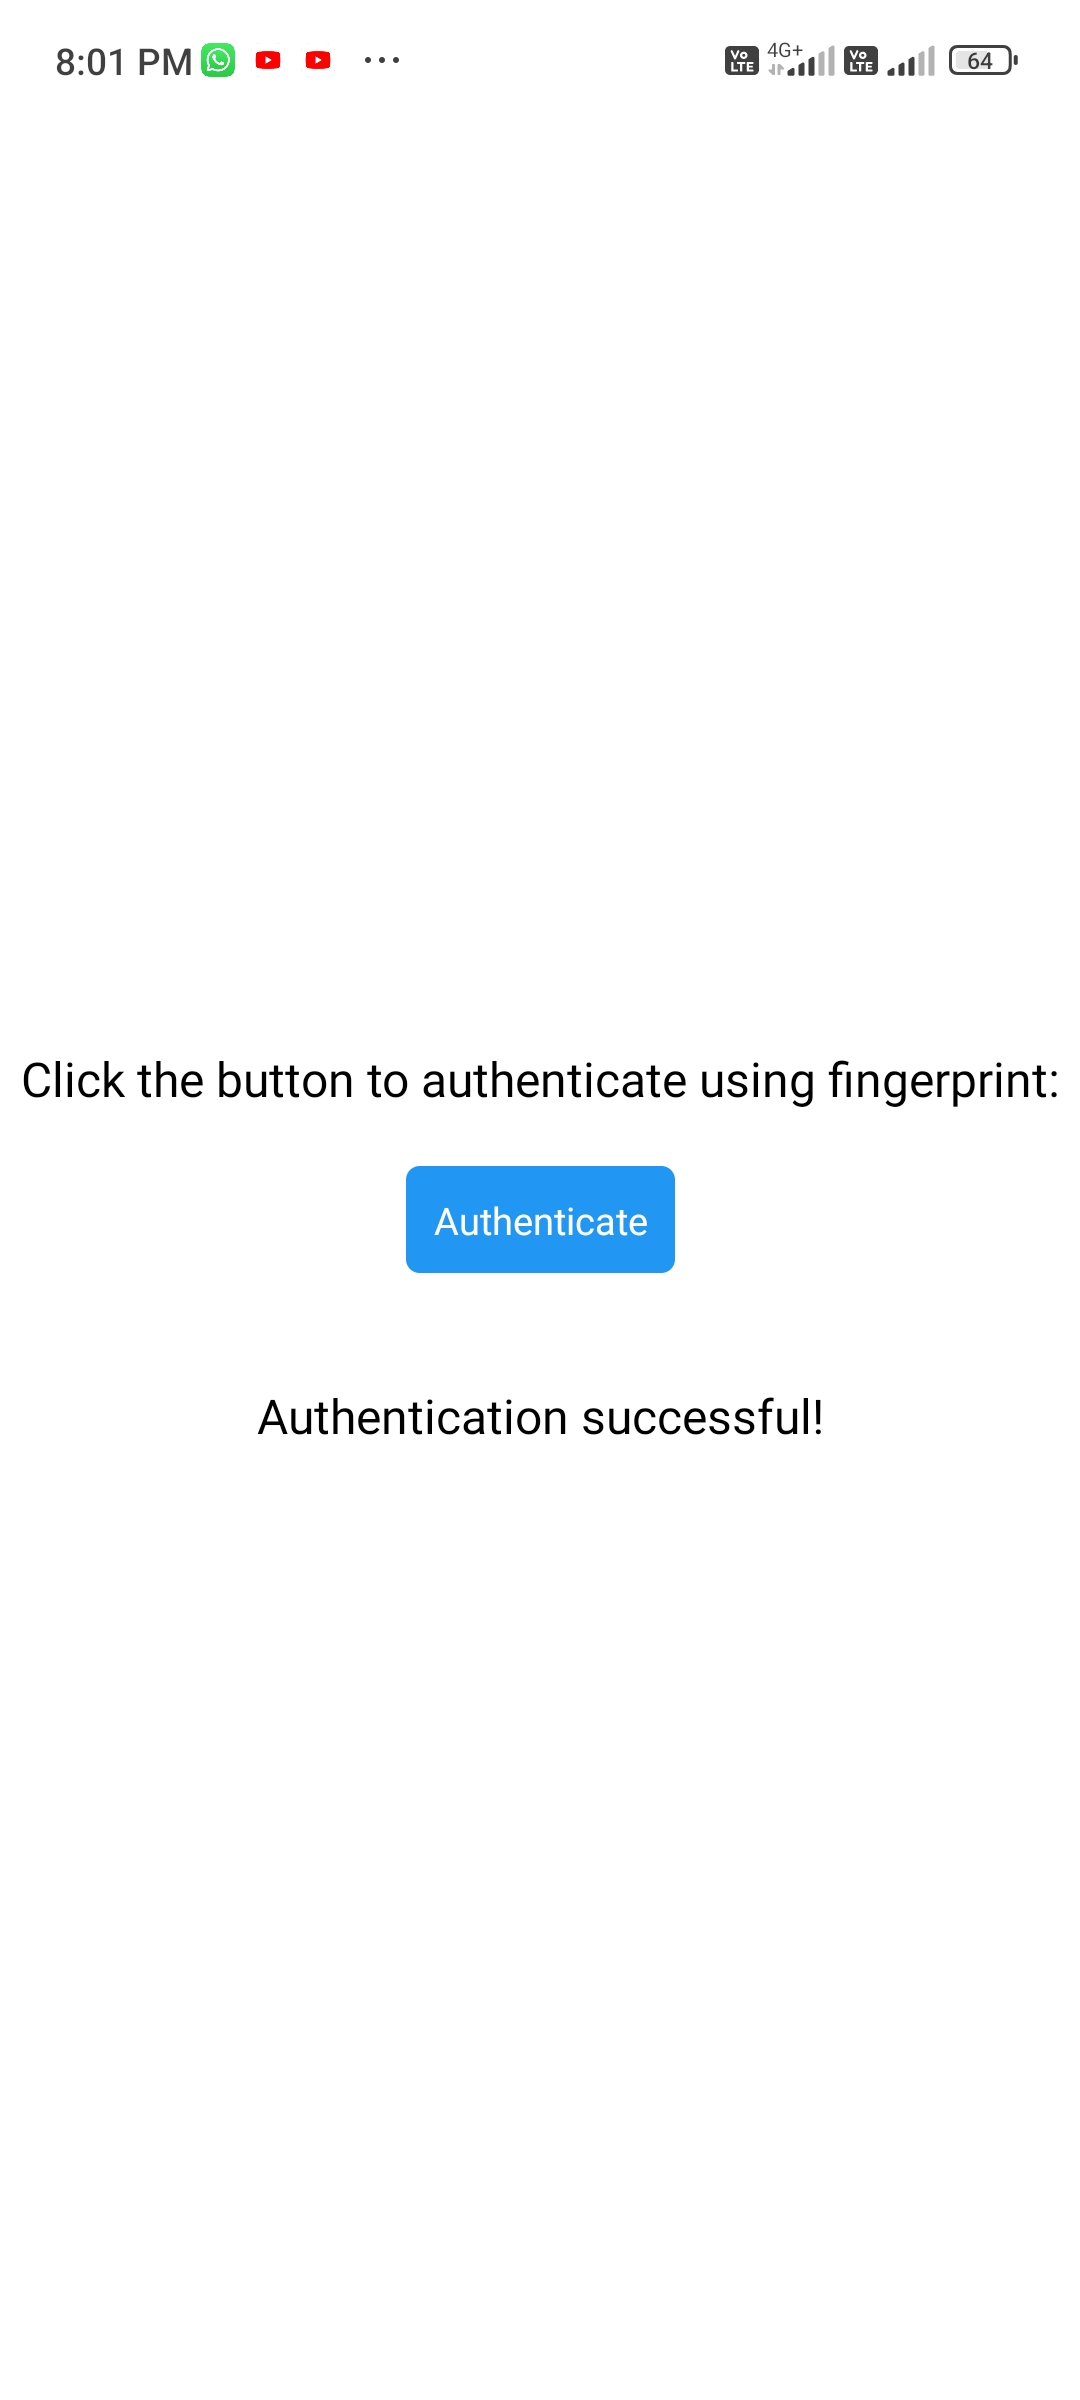 8:01 PM ... Vo LTE 4G+ Vo LTE 64
Click the button to authenticate using fingerprint:
Authenticate
Authentication successful!